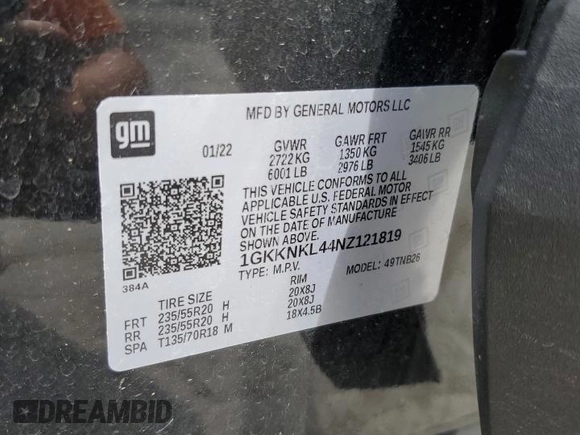 gm
MFD BY GENERAL MOTORS LLC
01/22 GVWR GAWR FRT GAWR RR
2722 KG 1350 KG 1545 KG
6001 LB 2976 LB 3406 LB
THIS VEHICLE CONFORMS TO ALL
APPLICABLE U.S. FEDERAL MOTOR
VEHICLE SAFETY STANDARDS IN EFFECT
ON THE DATE OF MANUFACTURE
SHOWN ABOVE.
1GKKNKL44NZ121819
TYPE: M.P.V. MODEL: 49TNB26
384A
TIRE SIZE RIM
FRT 235/55R20 H 20X8J
RR 235/55R20 H 20X8J
SPA T135/70R18 M 18X4.5B
DREAMBID